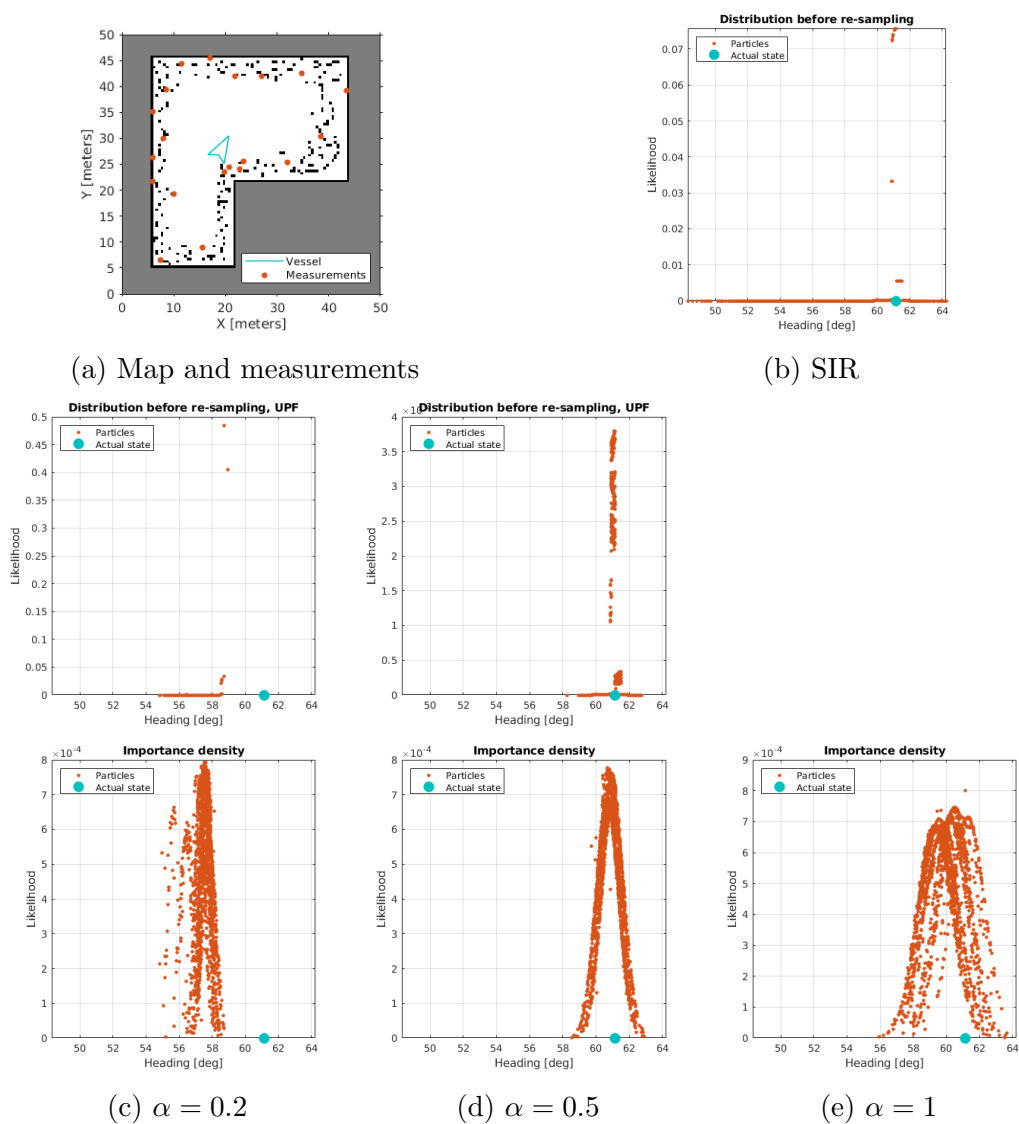 Distribution before re-sampling
50
45
40
35
30
25
20
15
10
5
0
Y [meters]
Vessel
Measurements
0 10 20 30 40 50
X [meters]
0.07
0.06
0.05
0.04
0.03
0.02
0.01
0
Likelihood
Particles
Actual state
50 52 54 56 58 60 62 64
Heading [deg]
(a) Map and measurements
(b) SIR
Distribution before re-sampling, UPF
0.5
0.45
0.4
0.35
0.3
0.25
0.2
0.15
0.1
0.05
0
Likelihood
Particles
Actual state
50 52 54 56 58 60 62 64
Heading [deg]
Distribution before re-sampling, UPF
4
3.5
3
2.5
2
1.5
1
0.5
0
Likelihood
Particles
Actual state
50 52 54 56 58 60 62 64
Heading [deg]
Importance density
×10⁻⁴
8
7
6
5
4
3
2
1
0
Likelihood
Particles
Actual state
50 52 54 56 58 60 62 64
Heading [deg]
Importance density
×10⁻⁴
8
7
6
5
4
3
2
1
0
Likelihood
Particles
Actual state
50 52 54 56 58 60 62 64
Heading [deg]
Importance density
×10⁻⁴
9
8
7
6
5
4
3
2
1
0
Likelihood
Particles
Actual state
50 52 54 56 58 60 62 64
Heading [deg]
(c) α = 0.2
(d) α = 0.5
(e) α = 1